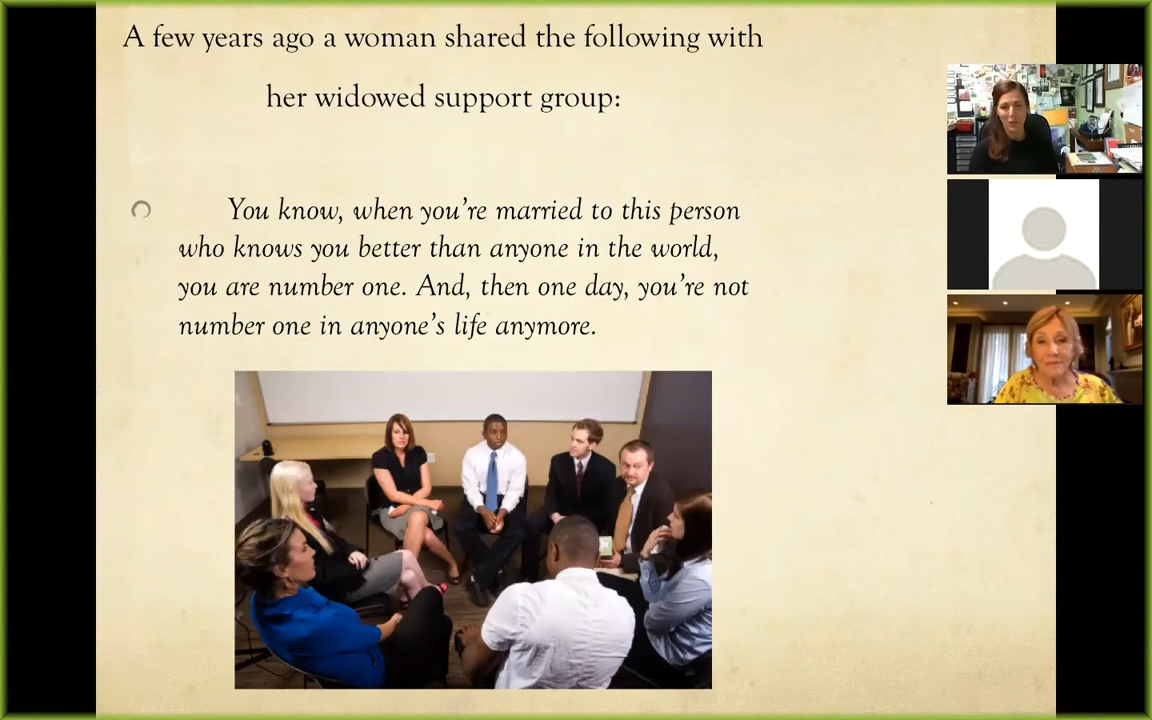 A few years ago a woman shared the following with
her widowed support group:
You know, when you're married to this person
who knows you better than anyone in the world,
you are number one. And, then one day, you're not
number one in anyone's life anymore.